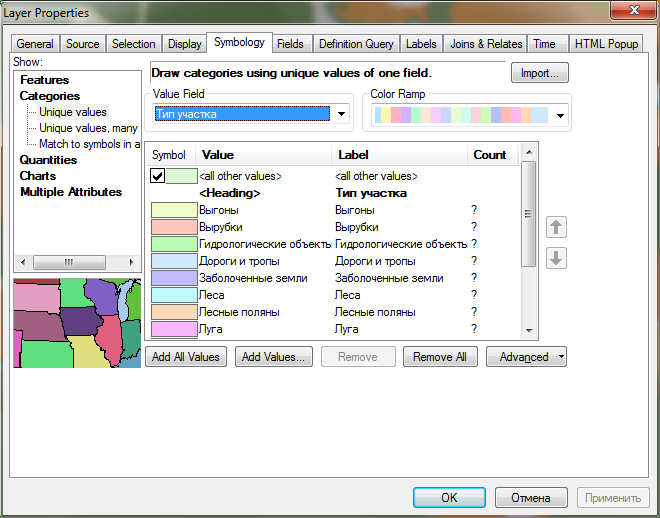 Layer Properties
General Source Selection Display Symbology Fields Definition Query Labels Joins & Relates Time HTML Popup
Show:
Features
Categories
Unique values
Unique values, many
Match to symbols in a
Quantities
Charts
Multiple Attributes
Draw categories using unique values of one field.
Import...
Value Field
Тип участка
Color Ramp
Symbol Value Label Count
<all other values> <all other values>
<Heading> Тип участка
Выгоны Выгоны ?
Вырубки Вырубки ?
Гидрологические объекты Гидрологические объекты ?
Дороги и тропы Дороги и тропы ?
Заболоченные земли Заболоченные земли ?
Леса Леса ?
Лесные поляны Лесные поляны ?
Луга Луга ?
Add All Values Add Values... Remove Remove All Advanced
OK Отмена Применить